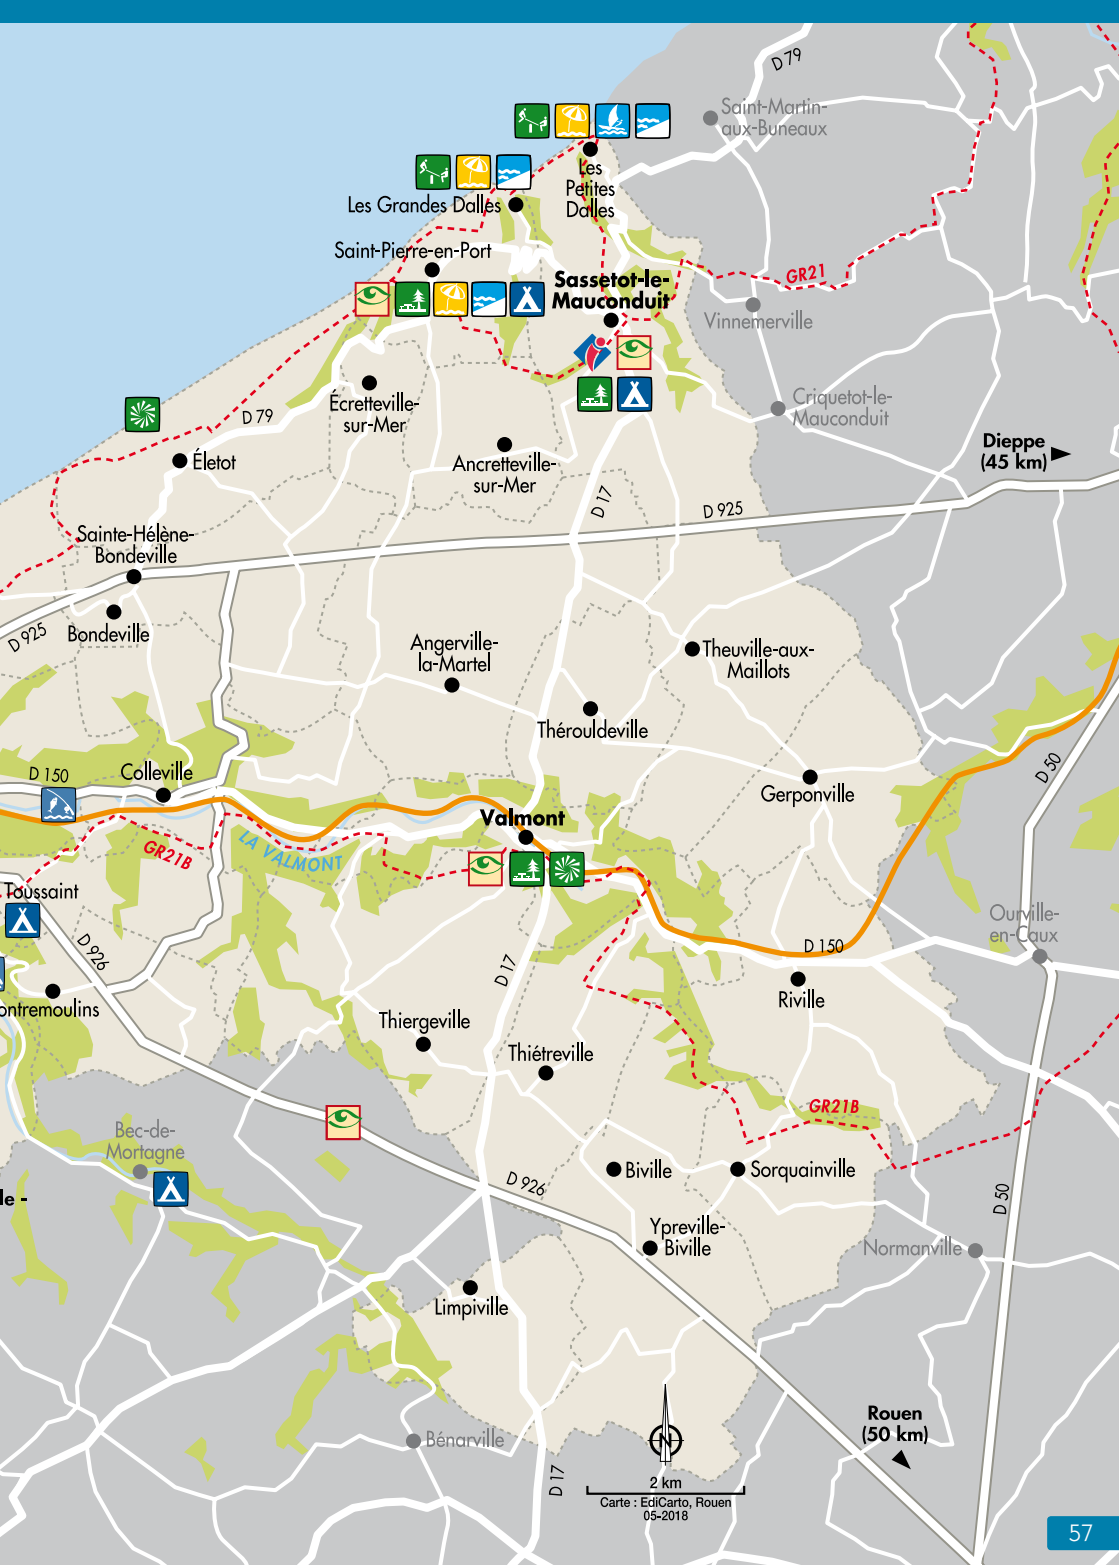 D 79
Saint-Martin-
aux-Buneaux
Les
Petites
Dalles
Les Grandes Dalles
Saint-Pierre-en-Port
Sassetot-le-
Mauconduit
GR21
Vinnemerville
Écretteville-
sur-Mer
D 79
Criquetot-le-
Mauconduit
Dieppe
(45 km)
Életot
Ancretteville-
sur-Mer
D 17
D 925
Sainte-Hélène-
Bondeville
D 925
Bondeville
Angerville-
la-Martel
Theuville-aux-
Maillots
Thérouldeville
D 150
Colleville
D 50
Gerponville
Valmont
GR21B
LA VALMONT
Toussaint
Ourville-
en-Caux
D 926
D 17
D 150
Riville
ontremoulins
Thiergeville
Thiétreville
GR21B
Bec-de-
Mortagne
Biville
Sorquainville
D 926
D 50
le -
Ypreville-
Biville
Normanville
Limpiville
Rouen
(50 km)
Bénarville
N
D 17
2 km
Carte : EdiCarto, Rouen
05-2018
57